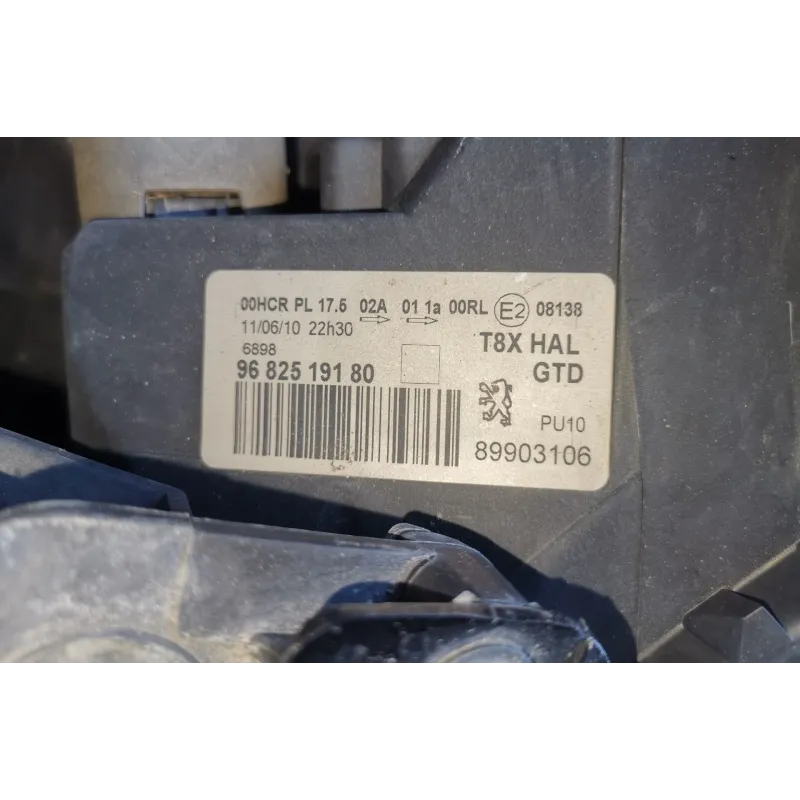 00HCR PL 17.5 02A 01 1a 00RL E2 08138
11/06/10 22h30
T8X HAL
6898
96 825 191 80
GTD
PU10
89903106